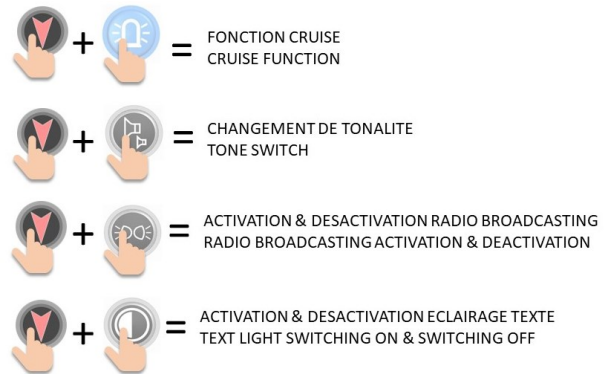 + = FONCTION CRUISE
CRUISE FUNCTION
+ = CHANGEMENT DE TONALITE
TONE SWITCH
+ = ACTIVATION & DESACTIVATION RADIO BROADCASTING
RADIO BROADCASTING ACTIVATION & DEACTIVATION
+ = ACTIVATION & DESACTIVATION ECLAIRAGE TEXTE
TEXT LIGHT SWITCHING ON & SWITCHING OFF